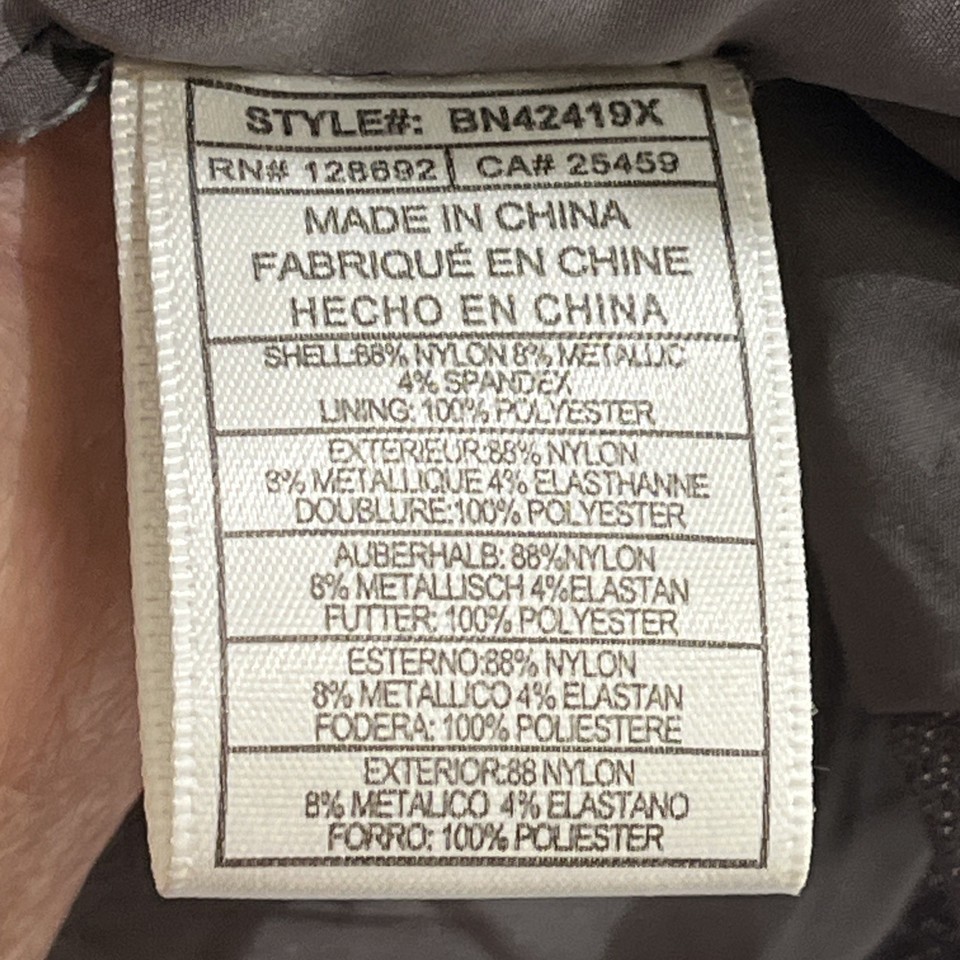 STYLE#: BN42419X
RN# 128692 CA# 25459
MADE IN CHINA
FABRIQUÉ EN CHINE
HECHO EN CHINA
SHELL:88% NYLON 8% METALLIC
4% SPANDEX
LINING: 100% POLYESTER
EXTERIEUR:88% NYLON
8% METALLIQUE 4% ELASTHANNE
DOUBLURE:100% POLYESTER
AUBERHALB: 88%NYLON
8% METALLISCH 4%ELASTAN
FUTTER: 100% POLYESTER
ESTERNO:88% NYLON
8% METALLICO 4% ELASTAN
FODERA: 100% POLIESTERE
EXTERIOR:88 NYLON
8% METALICO 4% ELASTANO
FORRO: 100% POLIESTER